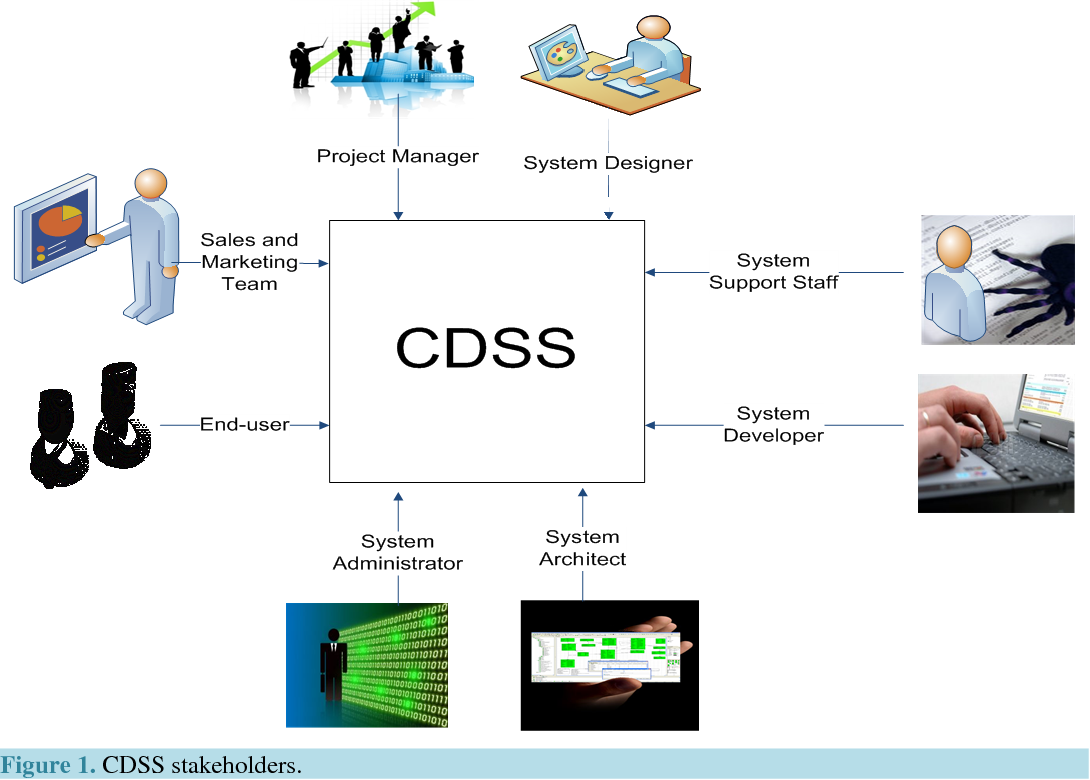 Project Manager
System Designer
Sales and
Marketing
Team
System
Support Staff
CDSS
End-user
System
Developer
System
Administrator
System
Architect
Figure 1. CDSS stakeholders.